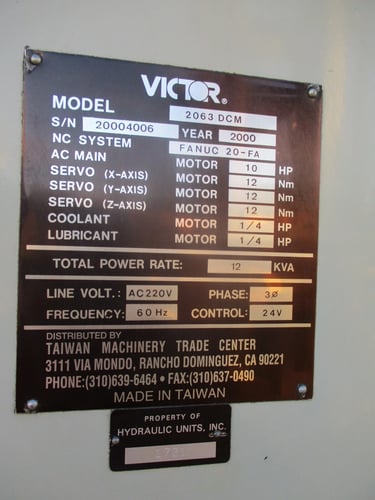 VICTOR®
MODEL 2063 DCM
S/N 20004006 YEAR 2000
NC SYSTEM FANUC 20-FA
AC MAIN MOTOR 10 HP
SERVO (X-AXIS) MOTOR 12 Nm
SERVO (Y-AXIS) MOTOR 12 Nm
SERVO (Z-AXIS) MOTOR 12 Nm
COOLANT MOTOR 1/4 HP
LUBRICANT MOTOR 1/4 HP
TOTAL POWER RATE: 12 KVA
LINE VOLT.: AC220V PHASE: 3ø
FREQUENCY: 60 Hz CONTROL: 24V
DISTRIBUTED BY
TAIWAN MACHINERY TRADE CENTER
3111 VIA MONDO, RANCHO DOMINGUEZ, CA 90221
PHONE:(310)639-6464 • FAX:(310)637-0490
MADE IN TAIWAN
PROPERTY OF
HYDRAULIC UNITS, INC.